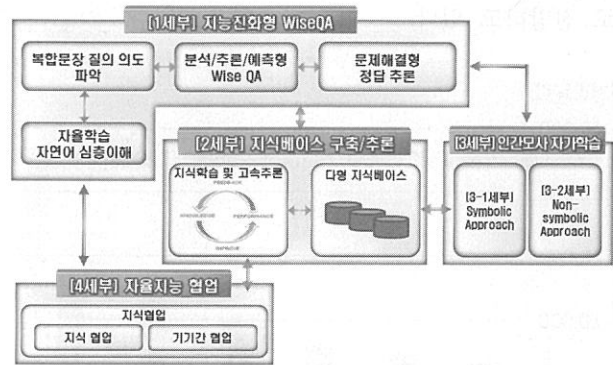 [1세부] 지능진화형 WiseQA
복합문장 질의 의도
파악
분석/추론/예측형
Wise QA
문제해결형
정답 추론
자율학습
자연어 심층이해
[2세부] 지식베이스 구축/추론
지식학습 및 고속추론
FEEDBACK
KNOWLEDGE
PERFORMANCE
다형 지식베이스
[3세부] 인간모사 자가학습
[3-1세부]
Symbolic
Approach
[3-2세부]
Non-
symbolic
Approach
[4세부] 자율지능 협업
지식협업
지식 협업
기기간 협업